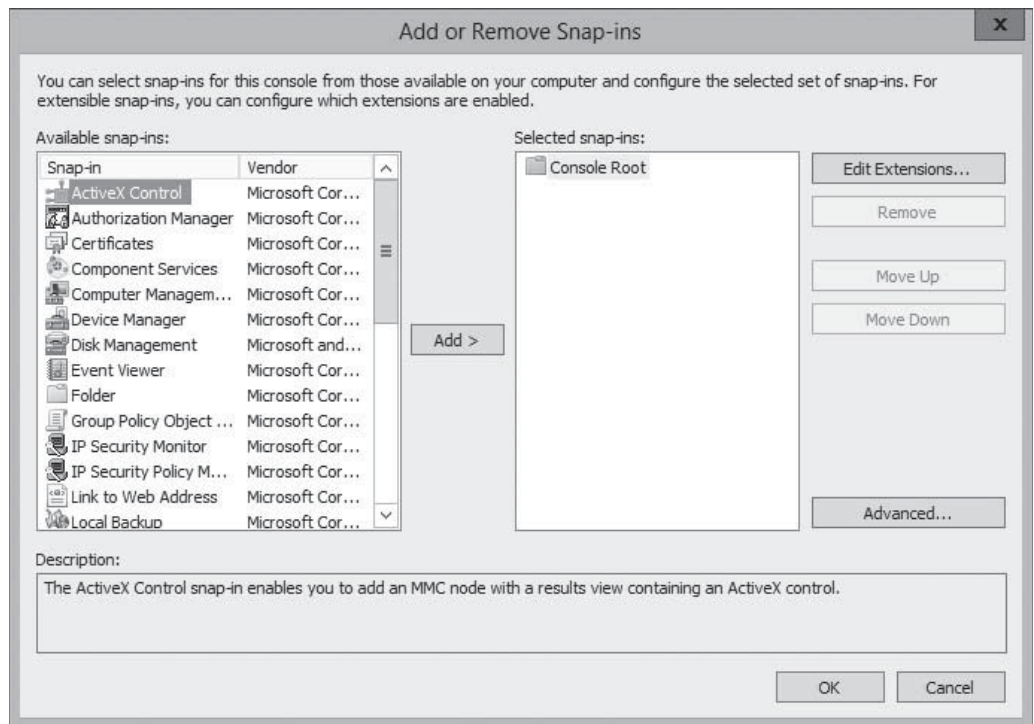 Add or Remove Snap-ins
x
You can select snap-ins for this console from those available on your computer and configure the selected set of snap-ins. For
extensible snap-ins, you can configure which extensions are enabled.
Available snap-ins:
Snap-in Vendor
ActiveX Control Microsoft Cor...
Authorization Manager Microsoft Cor...
Certificates Microsoft Cor...
Component Services Microsoft Cor...
Computer Managem... Microsoft Cor...
Device Manager Microsoft Cor...
Disk Management Microsoft and...
Event Viewer Microsoft Cor...
Folder Microsoft Cor...
Group Policy Object ... Microsoft Cor...
IP Security Monitor Microsoft Cor...
IP Security Policy M... Microsoft Cor...
Link to Web Address Microsoft Cor...
Local Backup Microsoft Cor...
Add >
Selected snap-ins:
Console Root
Edit Extensions...
Remove
Move Up
Move Down
Advanced...
Description:
The ActiveX Control snap-in enables you to add an MMC node with a results view containing an ActiveX control.
OK Cancel